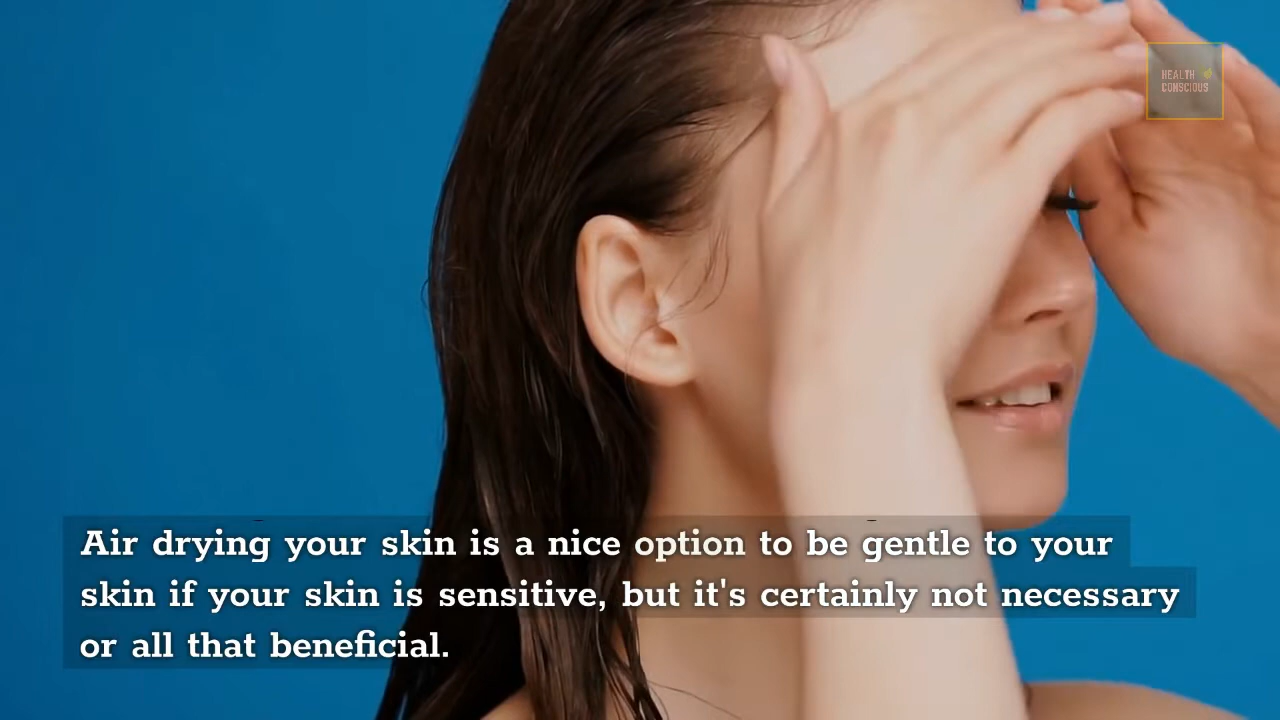 HEALTH
CONSCIOUS
Air drying your skin is a nice option to be gentle to your
skin if your skin is sensitive, but it's certainly not necessary
or all that beneficial.